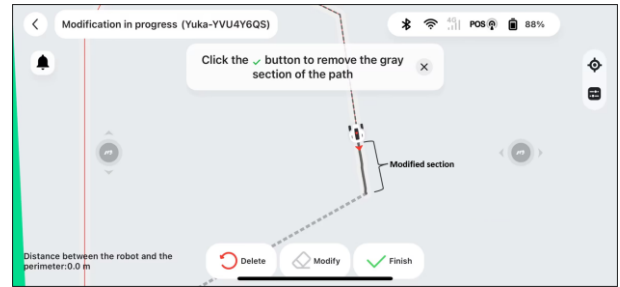 Modification in progress (Yuka-YVU4Y6QS)
4G
POS
88%
Click the ✓ button to remove the gray
section of the path
Modified section
Distance between the robot and the
perimeter:0.0 m
Delete
Modify
Finish